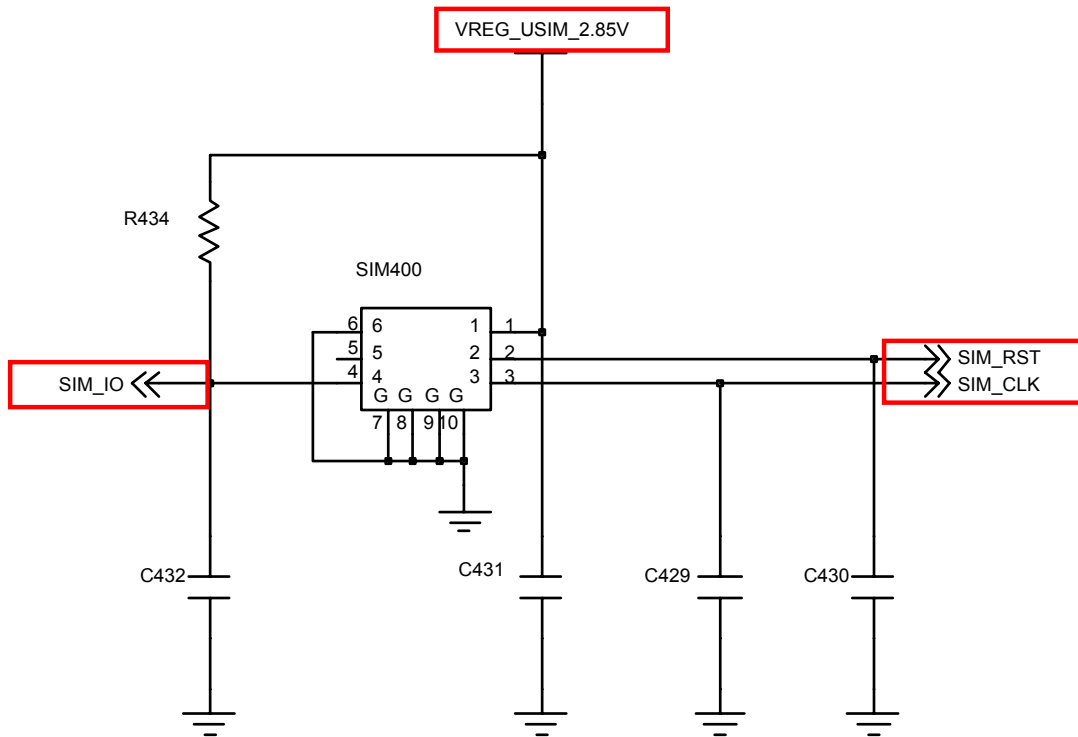 VREG_USIM_2.85V
R434
SIM400
6 6 1 1
5 5 2 2 SIM_RST
SIM_IO 4 4 3 3 SIM_CLK
G G G G
7 8 9 10
C432 C431 C429 C430